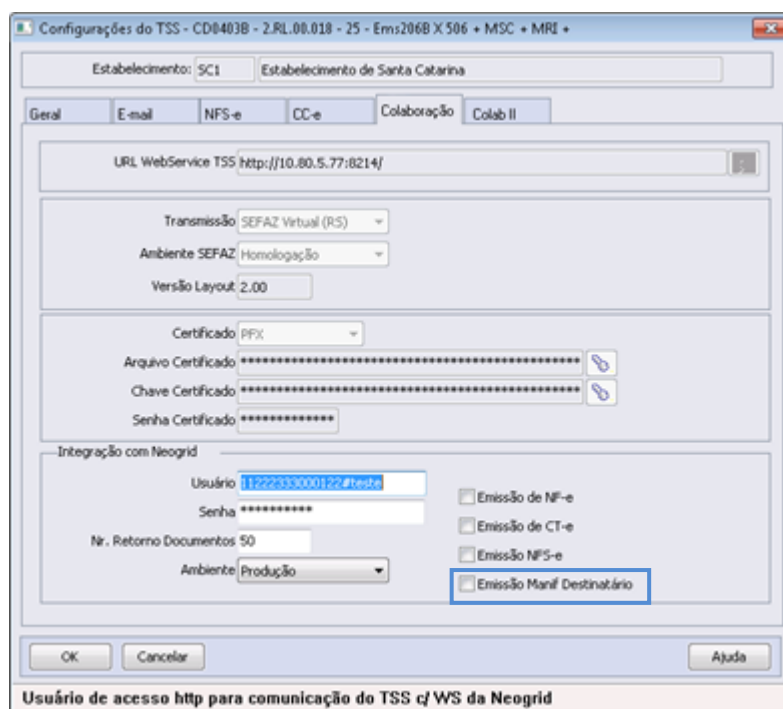 Configurações do TSS - CD0403B - 2.RL.00.018 - 25 - Ems206B X 506 + MSC + MRI +
Estabelecimento: SC1 Estabelecimento de Santa Catarina
Geral E-mail NFS-e CC-e Colaboração Colab II
URL WebService TSS http://10.80.5.77:8214/
Transmissão SEFAZ Virtual (RS)
Ambiente SEFAZ Homologação
Versão Layout 2.00
Certificado PFX
Arquivo Certificado **************************************************
Chave Certificado **************************************************
Senha Certificado **************
Integração com Neogrid
Usuário 11222333000122#teste
Senha **********
Nr. Retorno Documentos 50
Ambiente Produção
Emissão de NF-e
Emissão de CT-e
Emissão NFS-e
Emissão Manif Destinatário
OK Cancelar Ajuda
Usuário de acesso http para comunicação do TSS c/ WS da Neogrid